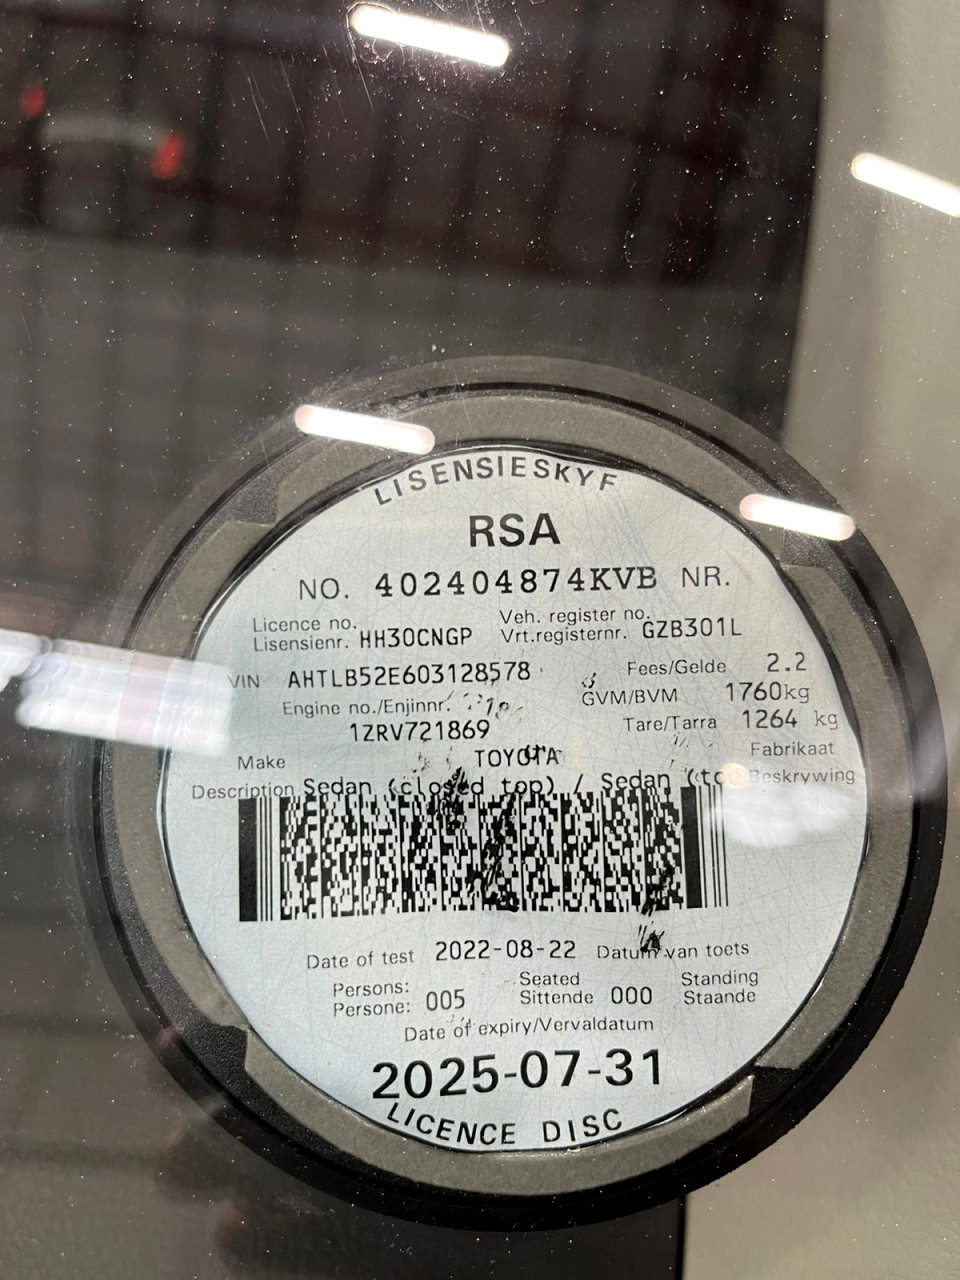 LISENSIESKYF
RSA
NO. 402404874KVB NR.
Licence no. Veh. register no.
Lisensienr. HH30CNGP Vrt.registernr. GZB301L
VIN AHTLB52E603128578 Fees/Gelde 2.2
Engine no./Enjinnr. GVM/BVM 1760kg
1ZRV721869 Tare/Tarra 1264 kg
Make TOYOTA Fabrikaat
Description Sedan (closed top) / Sedan (toe Beskrywing
Date of test 2022-08-22 Datum van toets
Persons: Seated Standing
Persone: 005 Sittende 000 Staande
Date of expiry/Vervaldatum
2025-07-31
LICENCE DISC